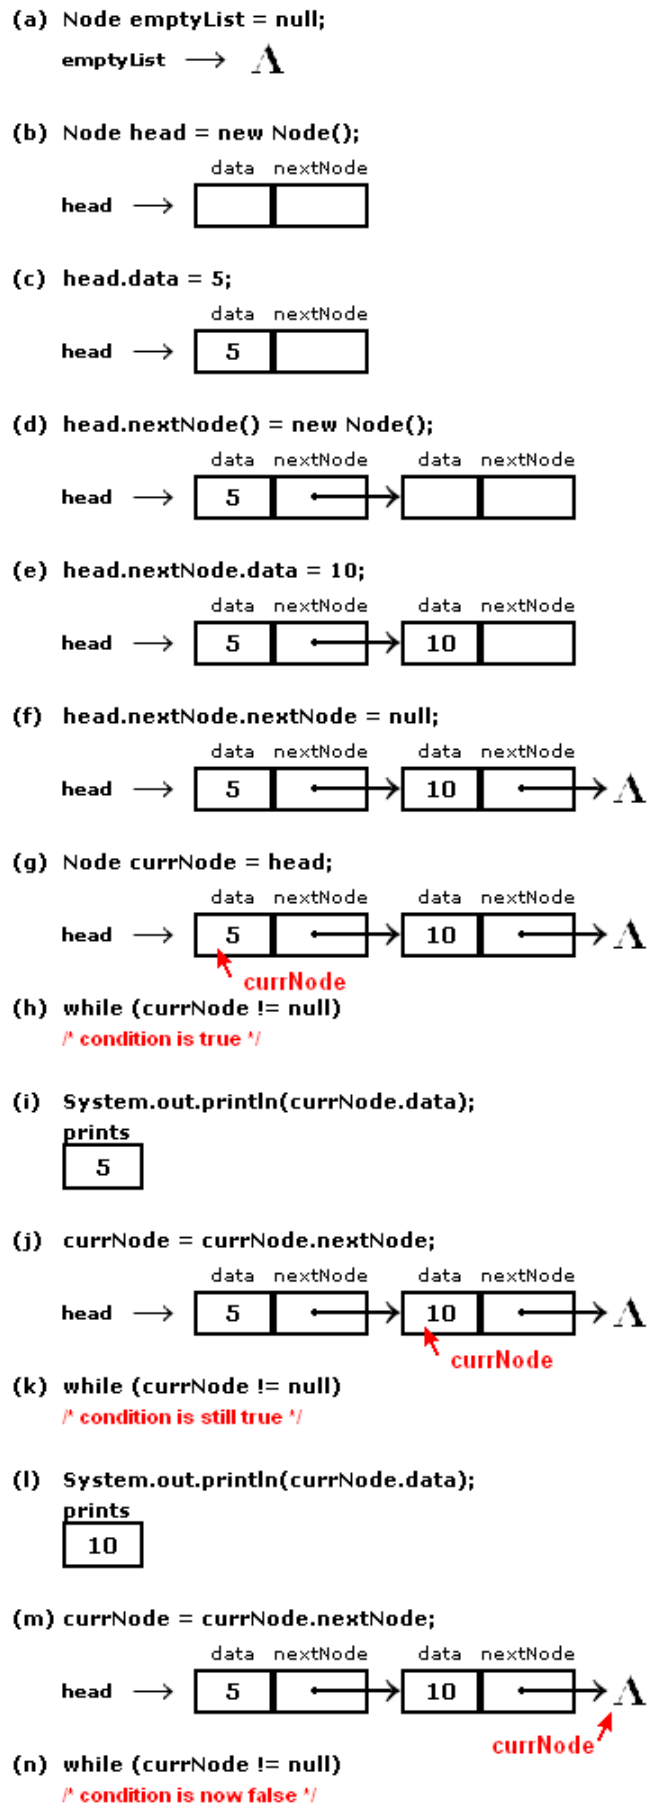 (a) Node emptyList = null;
emptyList → Λ
(b) Node head = new Node();
data nextNode
head →
(c) head.data = 5;
data nextNode
head → 5
(d) head.nextNode() = new Node();
data nextNode data nextNode
head → 5
(e) head.nextNode.data = 10;
data nextNode data nextNode
head → 5 10
(f) head.nextNode.nextNode = null;
data nextNode data nextNode
head → 5 10 Λ
(g) Node currNode = head;
data nextNode data nextNode
head → 5 10 Λ
currNode
(h) while (currNode != null)
/* condition is true */
(i) System.out.println(currNode.data);
prints
5
(j) currNode = currNode.nextNode;
data nextNode data nextNode
head → 5 10 Λ
currNode
(k) while (currNode != null)
/* condition is still true */
(l) System.out.println(currNode.data);
prints
10
(m) currNode = currNode.nextNode;
data nextNode data nextNode
head → 5 10 Λ
currNode
(n) while (currNode != null)
/* condition is now false */